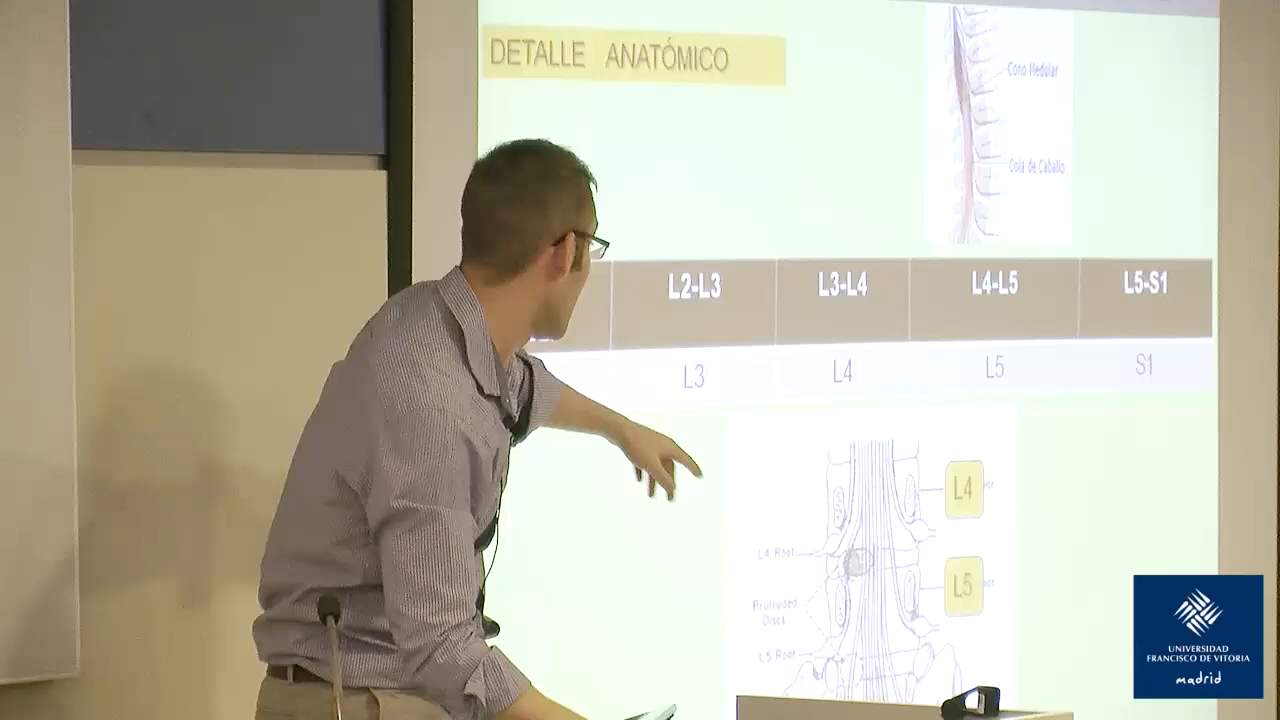 DETALLE ANATÓMICO
Cono Medular
Cola de Caballo
L2-L3 L3-L4 L4-L5 L5-S1
L3 L4 L5 S1
L4
L4 Root
L5
Protruded
Discs
L5 Root
UNIVERSIDAD
FRANCISCO DE VITORIA
madrid